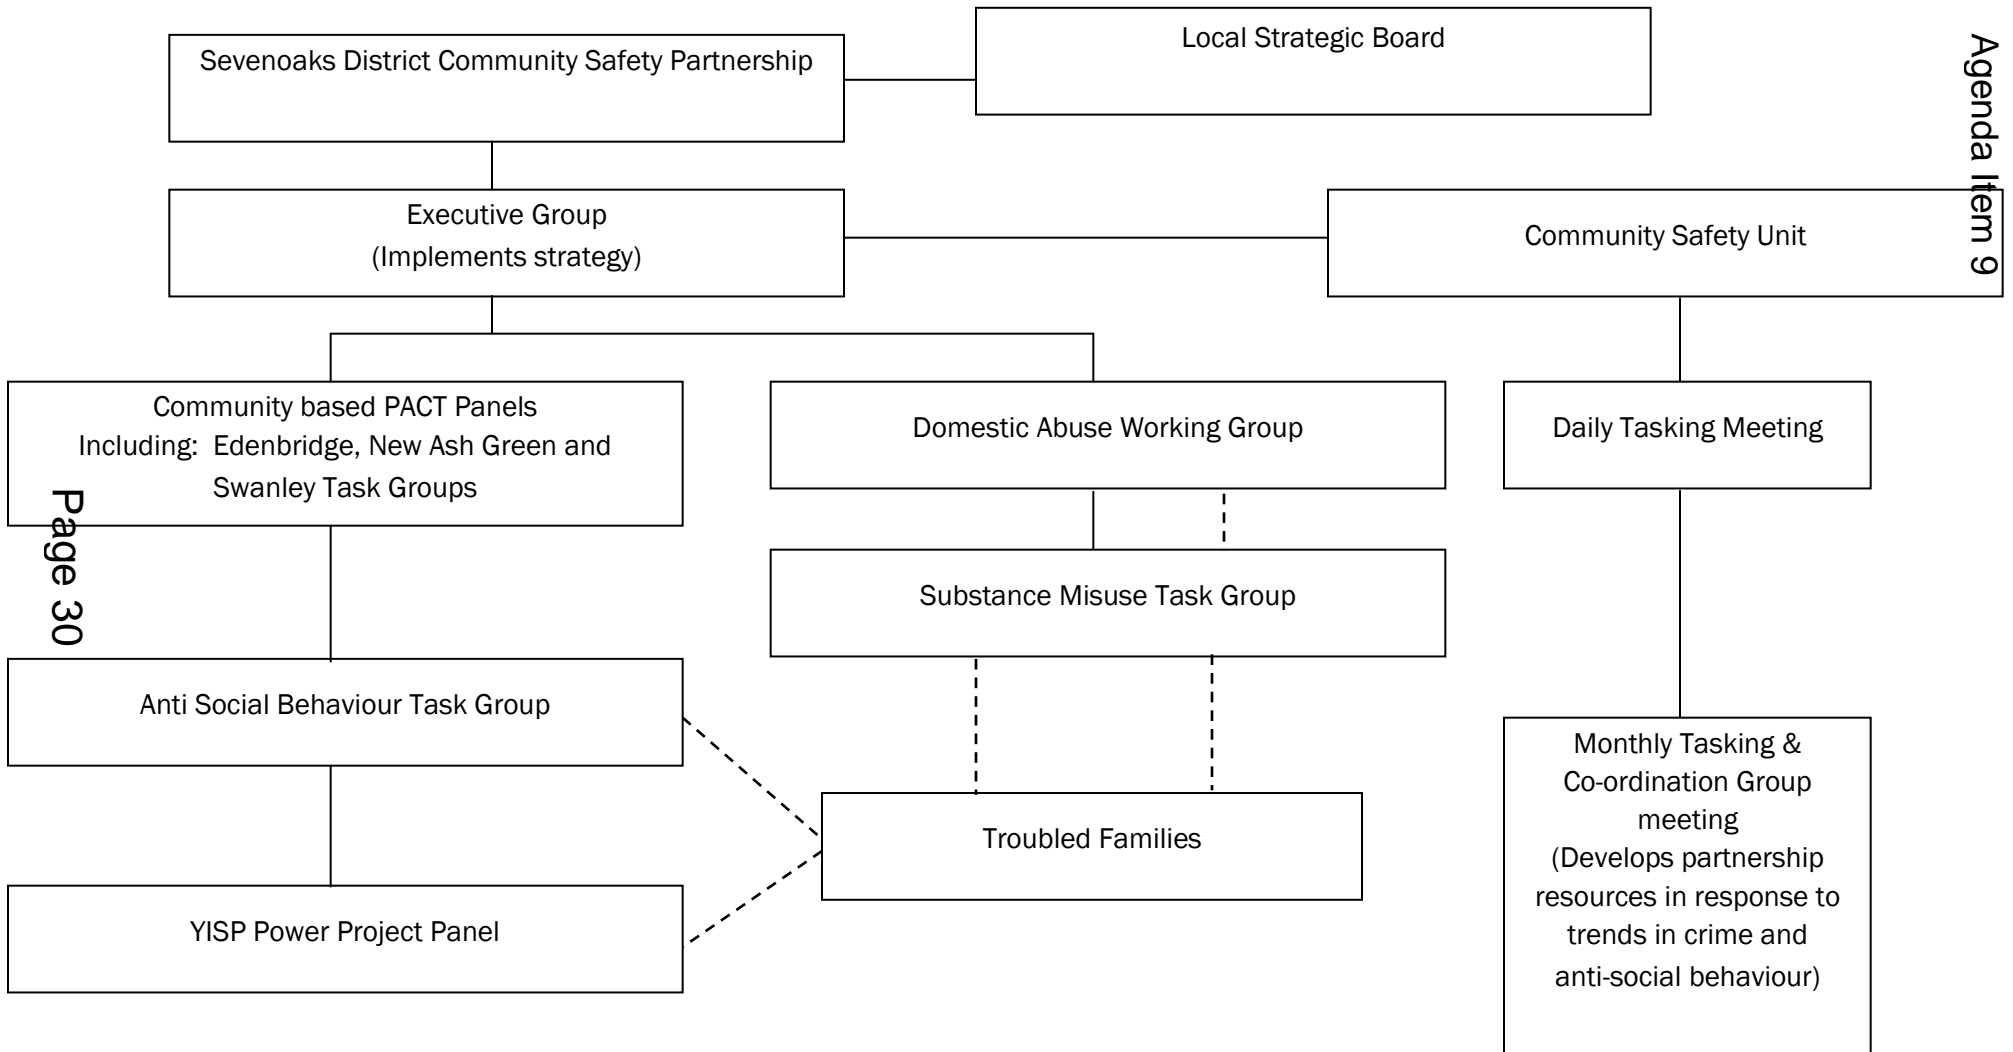 Local Strategic Board
Sevenoaks District Community Safety Partnership
Agenda Item 9
Executive Group
(Implements strategy)
Community Safety Unit
Community based PACT Panels
Including:  Edenbridge, New Ash Green and
Swanley Task Groups
Domestic Abuse Working Group
Daily Tasking Meeting
Page 30
Substance Misuse Task Group
Anti Social Behaviour Task Group
Troubled Families
Monthly Tasking &
Co-ordination Group
meeting
(Develops partnership
resources in response to
trends in crime and
anti-social behaviour)
YISP Power Project Panel